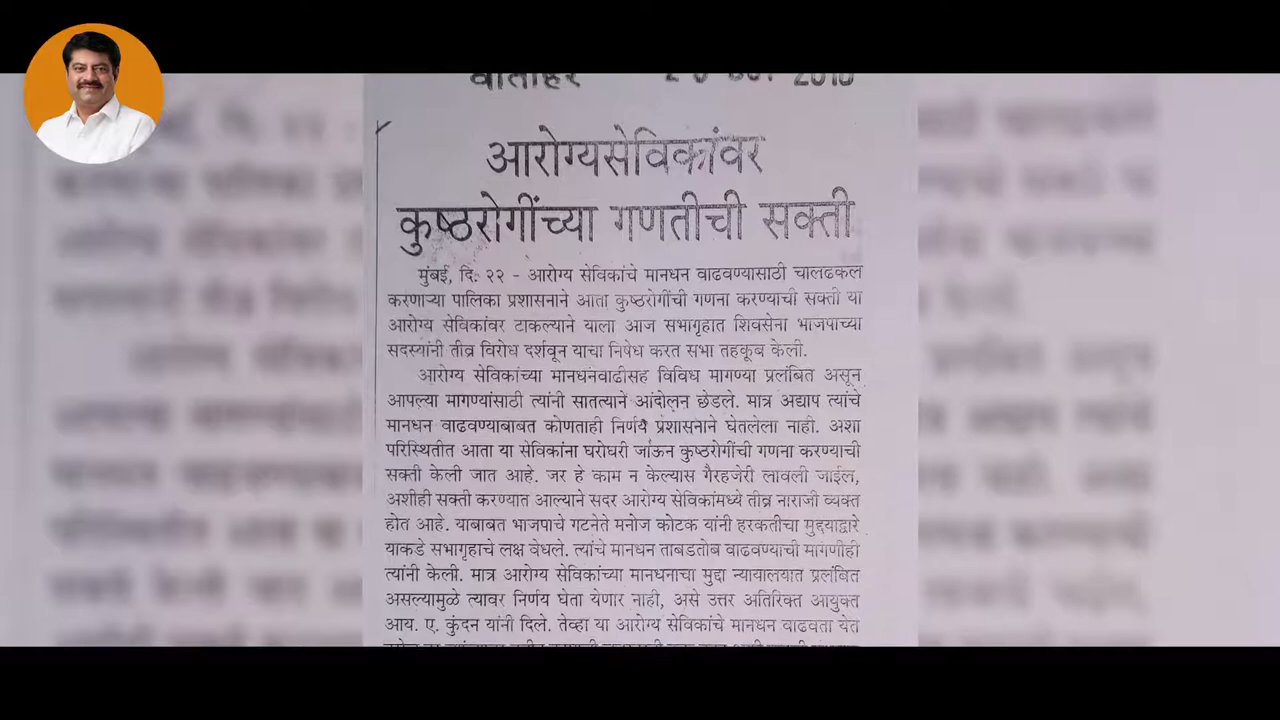 वार्ताहर
आरोग्यसेविकांवर
कुष्ठरोगींच्या गणतीची सक्ती
मुंबई, दि. २२ - आरोग्य सेविकांचे मानधन वाढवण्यासाठी चालढकल
करणाऱ्या पालिका प्रशासनाने आता कुष्ठरोगींची गणना करण्याची सक्ती या
आरोग्य सेविकांवर टाकल्याने याला आज सभागृहात शिवसेना भाजपाच्या
सदस्यांनी तीव्र विरोध दर्शवून याचा निषेध करत सभा तहकूब केली.
आरोग्य सेविकांच्या मानधनवाढीसह विविध मागण्या प्रलंबित असून
आपल्या मागण्यांसाठी त्यांनी सातत्याने आंदोलन छेडले. मात्र अद्याप त्यांचे
मानधन वाढवण्याबाबत कोणताही निर्णय प्रशासनाने घेतलेला नाही. अशा
परिस्थितीत आता या सेविकांना घरोघरी जाऊन कुष्ठरोगींची गणना करण्याची
सक्ती केली जात आहे. जर हे काम न केल्यास गैरहजेरी लावली जाईल,
अशीही सक्ती करण्यात आल्याने सदर आरोग्य सेविकांमध्ये तीव्र नाराजी व्यक्त
होत आहे. याबाबत भाजपाचे गटनेते मनोज कोटक यांनी हरकतीचा मुद्दयाद्वारे
याकडे सभागृहाचे लक्ष वेधले. त्यांचे मानधन ताबडतोब वाढवण्याची मागणीही
त्यांनी केली. मात्र आरोग्य सेविकांच्या मानधनाचा मुद्दा न्यायालयात प्रलंबित
असल्यामुळे त्यावर निर्णय घेता येणार नाही, असे उत्तर अतिरिक्त आयुक्त
आय. ए. कुंदन यांनी दिले. तेव्हा या आरोग्य सेविकांचे मानधन वाढवता येत